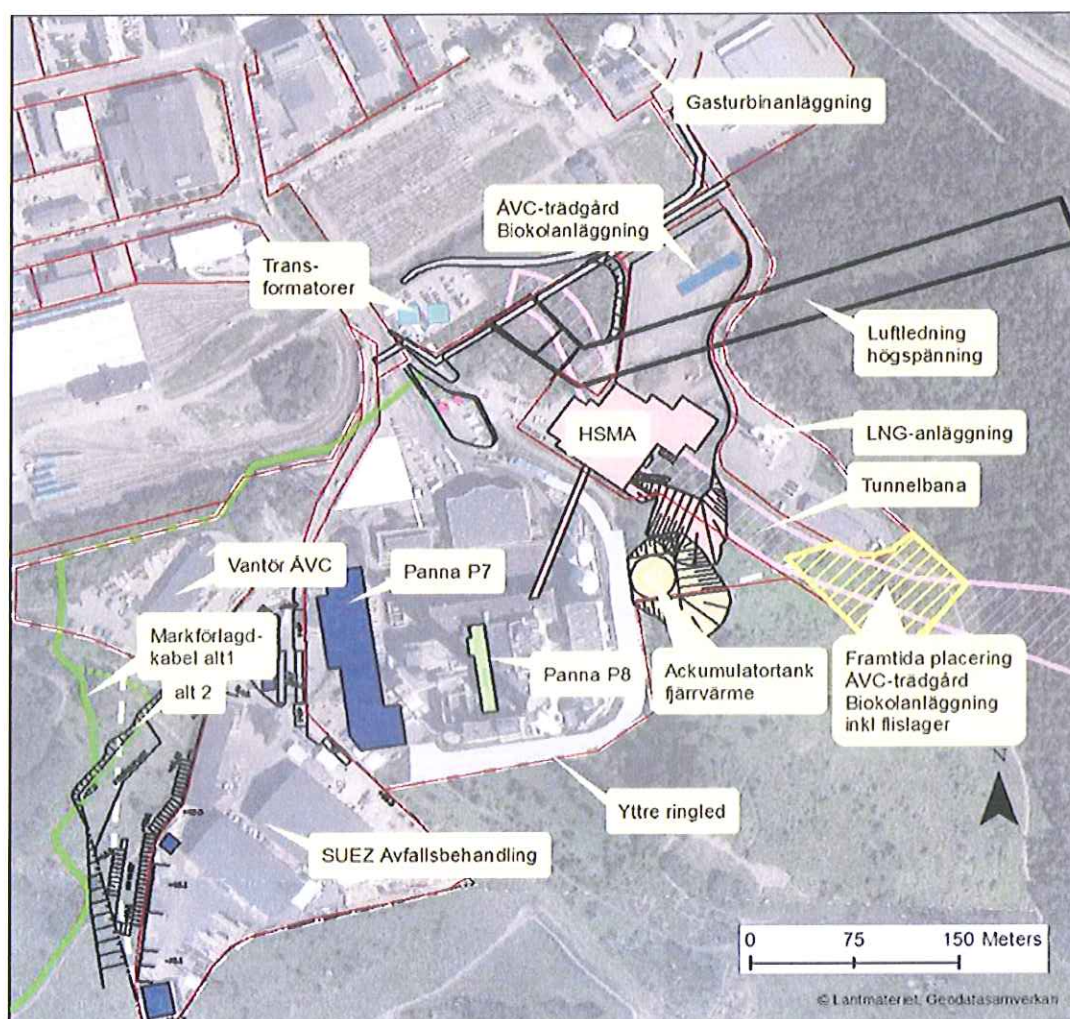 Gasturbinanläggning
ÅVC-trädgård
Biokolanläggning
Trans-
formatorer
Luftledning
högspänning
HSMA
LNG-anläggning
Tunnelbana
Vantör ÅVC
Panna P7
Markförlagd-
kabel alt1
alt 2
Panna P8
Ackumulatortank
fjärrvärme
Framtida placering
ÅVC-trädgård
Biokolanläggning
inkl flislager
N
Yttre ringled
SUEZ Avfallsbehandling
0 75 150 Meters
© Lantmäteriet, Geodatasamverkan